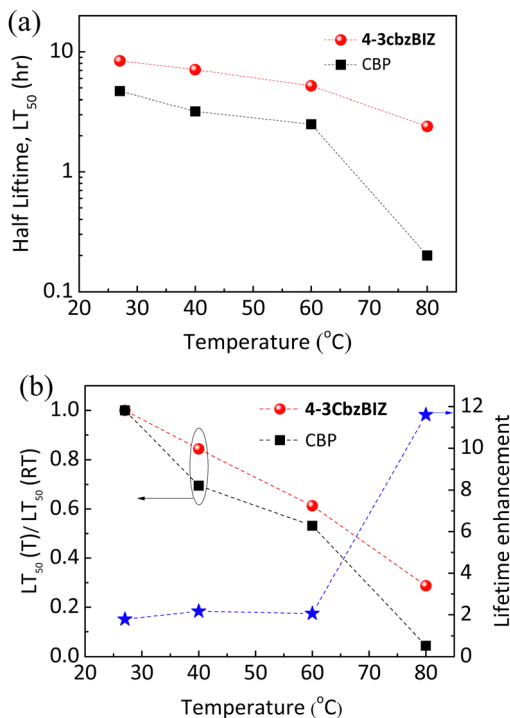 (a)
10
1
0.1
Half Liftime, LT50 (hr)
4-3cbzBIZ
CBP
20 30 40 50 60 70 80
Temperature (°C)
(b)
1.0
0.8
0.6
0.4
0.2
0.0
LT50 (T)/ LT50 (RT)
4-3CbzBIZ
CBP
12
10
8
6
4
2
0
Lifetime enhancement
20 30 40 50 60 70 80
Temperature (°C)